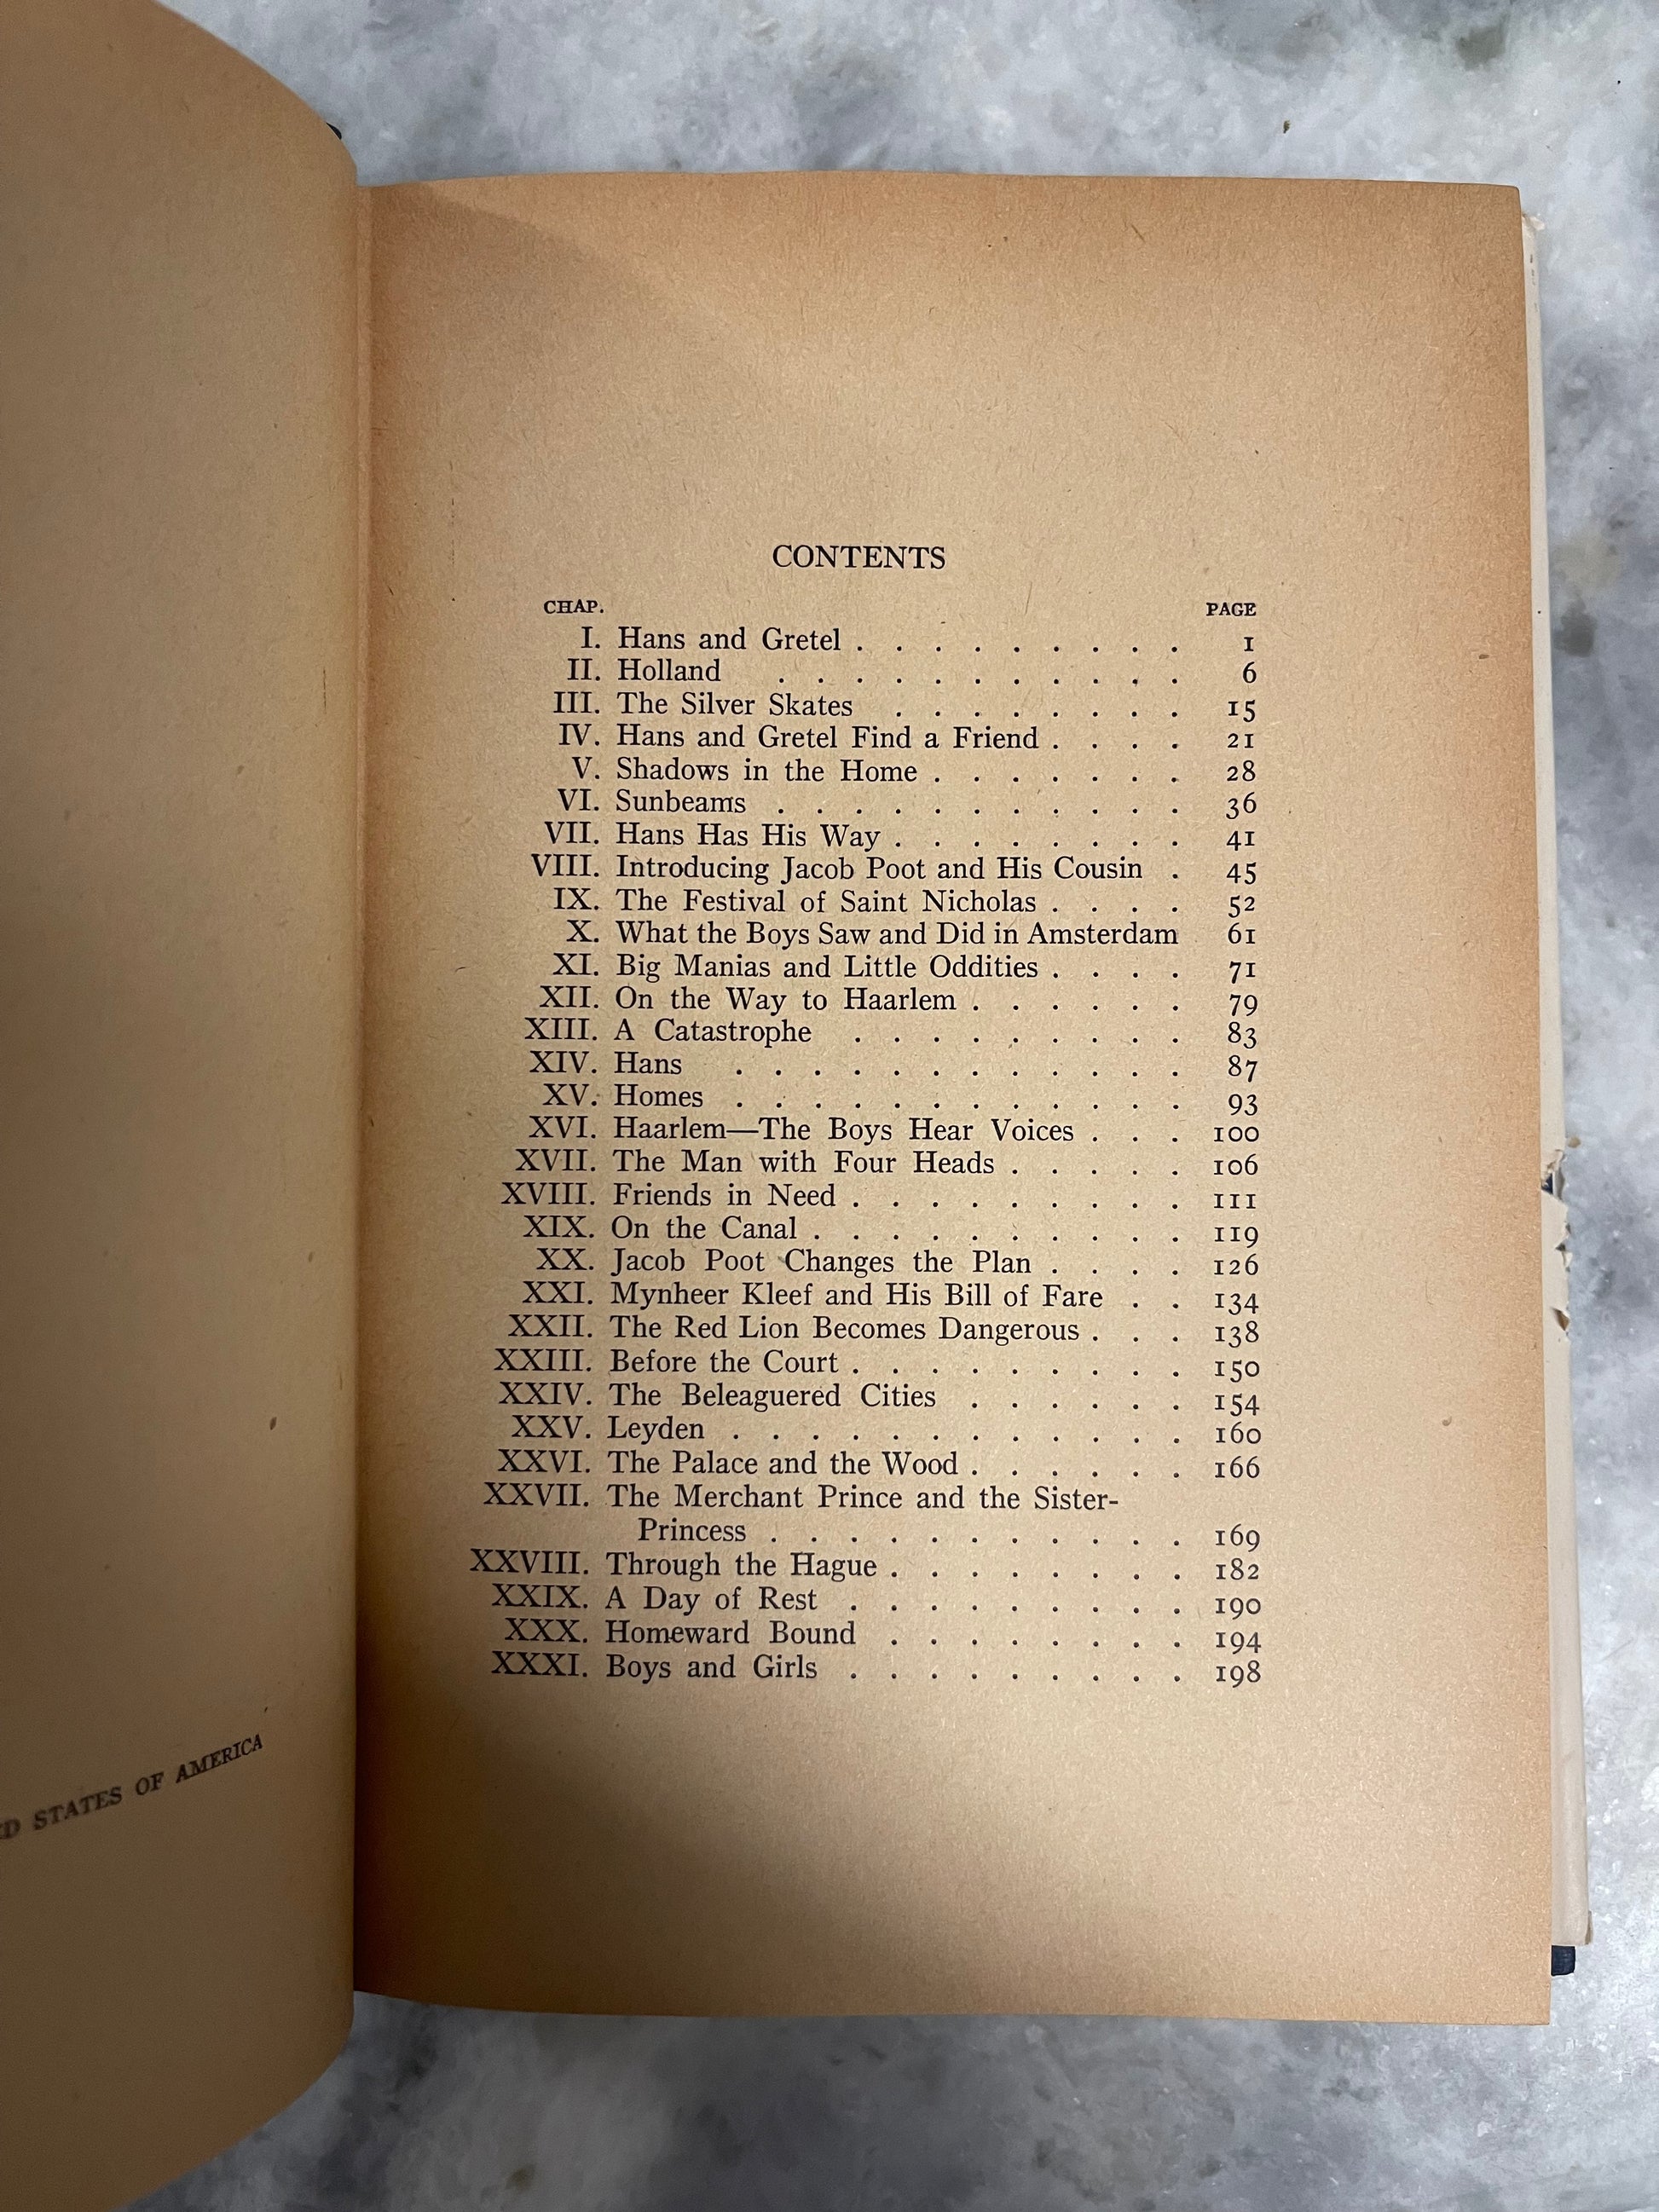 CONTENTS
CHAP. PAGE
I. Hans and Gretel . . . . . . . . . 1
II. Holland . . . . . . . . . . . 6
III. The Silver Skates . . . . . . . . 15
IV. Hans and Gretel Find a Friend . . . . 21
V. Shadows in the Home . . . . . . . 28
VI. Sunbeams . . . . . . . . . . . 36
VII. Hans Has His Way . . . . . . . . 41
VIII. Introducing Jacob Poot and His Cousin . 45
IX. The Festival of Saint Nicholas . . . . 52
X. What the Boys Saw and Did in Amsterdam 61
XI. Big Manias and Little Oddities . . . . 71
XII. On the Way to Haarlem . . . . . . 79
XIII. A Catastrophe . . . . . . . . . 83
XIV. Hans . . . . . . . . . . . . 87
XV. Homes . . . . . . . . . . . . 93
XVI. Haarlem—The Boys Hear Voices . . . 100
XVII. The Man with Four Heads . . . . . 106
XVIII. Friends in Need . . . . . . . . . 111
XIX. On the Canal . . . . . . . . . . 119
XX. Jacob Poot Changes the Plan . . . . 126
XXI. Mynheer Kleef and His Bill of Fare . . 134
XXII. The Red Lion Becomes Dangerous . . . 138
XXIII. Before the Court . . . . . . . . . 150
XXIV. The Beleaguered Cities . . . . . . 154
XXV. Leyden . . . . . . . . . . . . 160
XXVI. The Palace and the Wood . . . . . . 166
XXVII. The Merchant Prince and the Sister-
Princess . . . . . . . . . . . 169
XXVIII. Through the Hague . . . . . . . . 182
XXIX. A Day of Rest . . . . . . . . . 190
XXX. Homeward Bound . . . . . . . . 194
XXXI. Boys and Girls . . . . . . . . . 198
STATES OF AMERICA